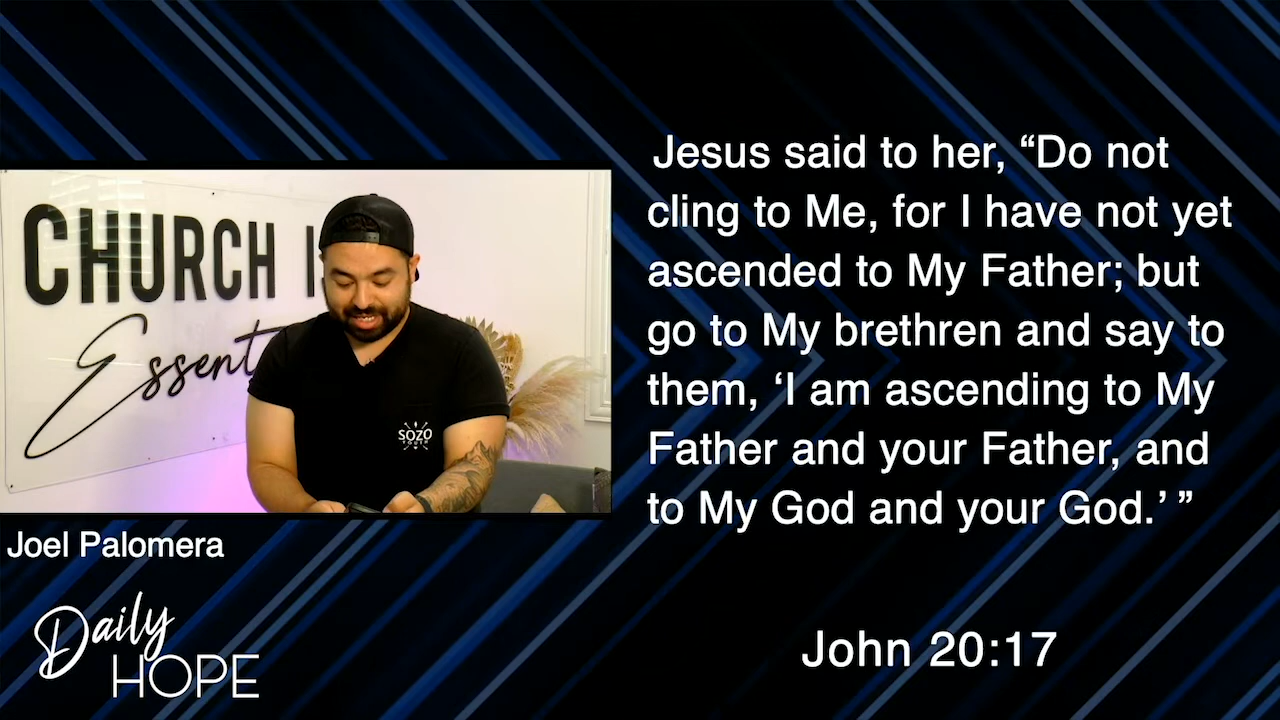 CHURCH I
Essent
SOZO
YOUTH
Joel Palomera
Daily
HOPE
Jesus said to her, “Do not
cling to Me, for I have not yet
ascended to My Father; but
go to My brethren and say to
them, ‘I am ascending to My
Father and your Father, and
to My God and your God.’ ”
John 20:17